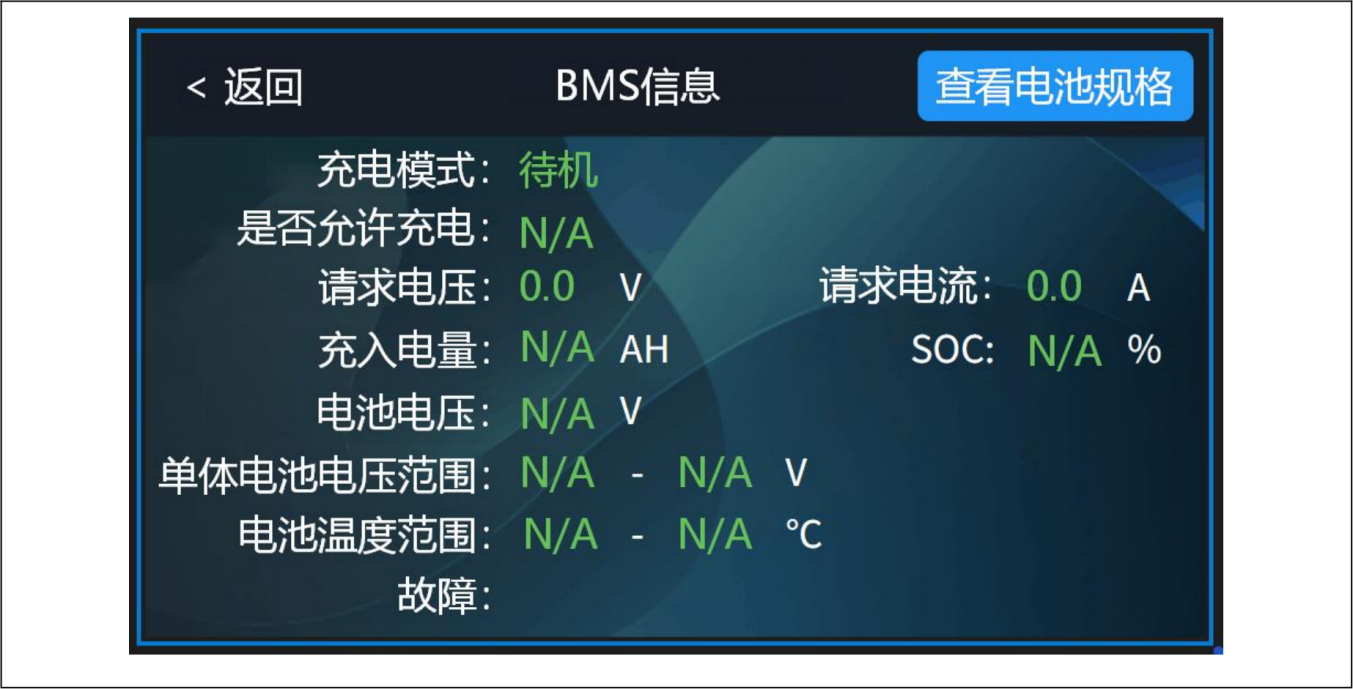 < 返回 BMS信息 查看电池规格
充电模式： 待机
是否允许充电： N/A
请求电压： 0.0 V 请求电流： 0.0 A
充入电量： N/A AH SOC: N/A %
电池电压： N/A V
单体电池电压范围： N/A - N/A V
电池温度范围： N/A - N/A °C
故障：